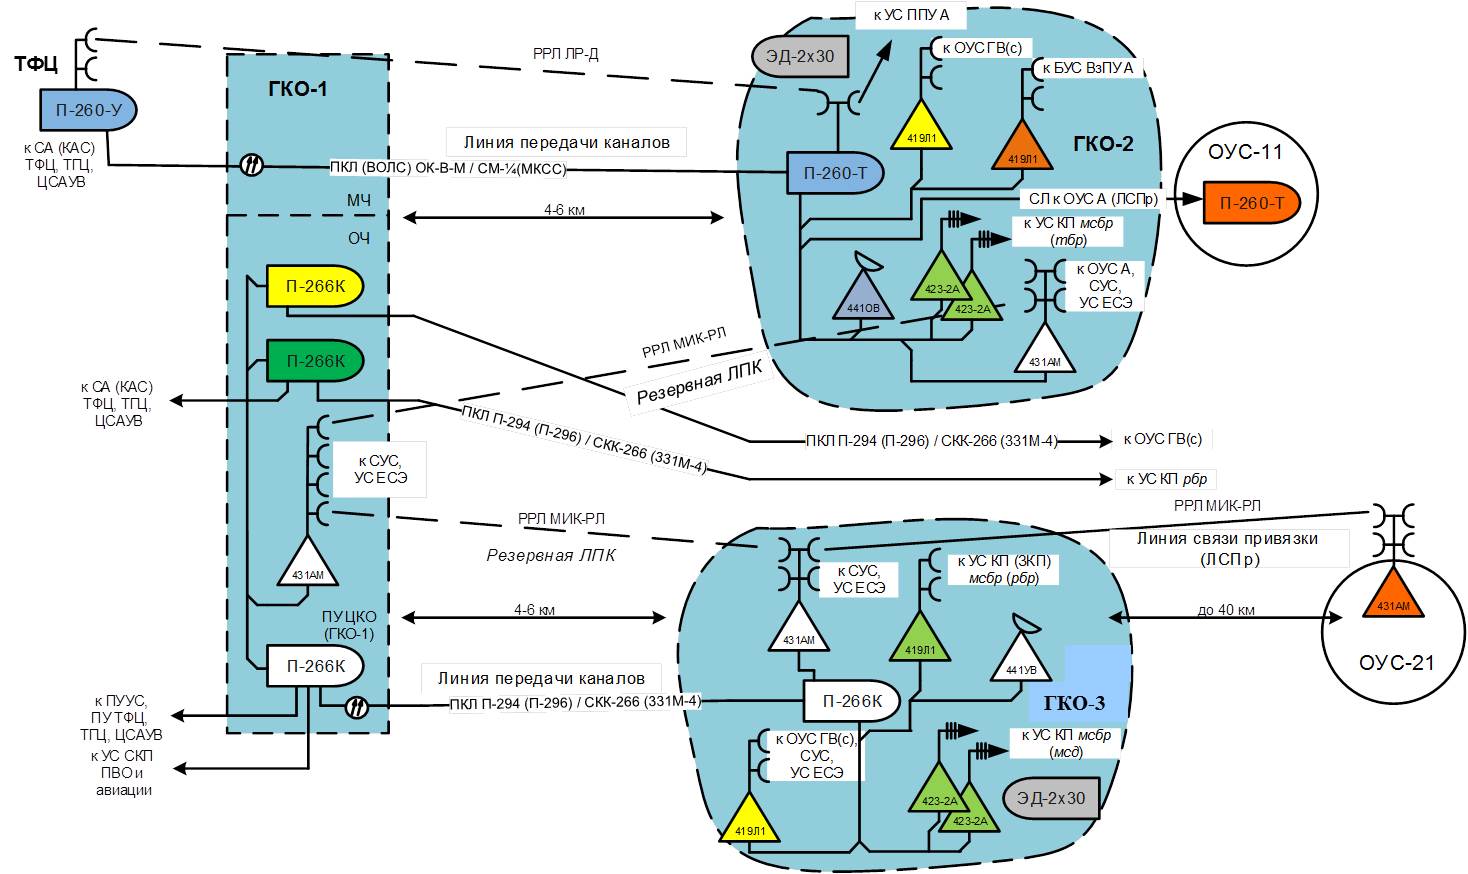 к УС ППУ А
ТФЦ
РРЛ ЛР-Д
ЭД-2х30
к ОУС ГВ(с)
к БУС ВзПУ А
П-260-У
ГКО-1
419Л1
419Л1
ГКО-2
к СА (КАС)
ТФЦ, ТГЦ,
ЦСАУВ
Линия передачи каналов
ПКЛ (ВОЛС) ОК-В-М / СМ-¼(МКСС)
П-260-Т
ОУС-11
П-260-Т
МЧ
4-6 км
СЛ к ОУС А (ЛСПр)
ОЧ
к УС КП мсбр
(тбр)
П-266К
441ОВ
423-2А
423-2А
к ОУС А,
СУС,
УС ЕСЭ
РРЛ МИК-РЛ
Резервная ЛПК
431АМ
П-266К
к СА (КАС)
ТФЦ, ТГЦ,
ЦСАУВ
ПКЛ П-294 (П-296) / СКК-266 (331М-4)
ПКЛ П-294 (П-296) / СКК-266 (331М-4)
к ОУС ГВ(с)
к УС КП рбр
к СУС,
УС ЕСЭ
РРЛ МИК-РЛ
Резервная ЛПК
РРЛ МИК-РЛ
Линия связи привязки
(ЛСПр)
431АМ
к СУС,
УС ЕСЭ
к УС КП (ЗКП)
мсбр (рбр)
4-6 км
до 40 км
431АМ
ПУ ЦКО
(ГКО-1)
431АМ
419Л1
441УВ
ОУС-21
П-266К
Линия передачи каналов
ПКЛ П-294 (П-296) / СКК-266 (331М-4)
П-266К
ГКО-3
к ПУУС,
ПУ ТФЦ,
ТГЦ, ЦСАУВ
к УС СКП
ПВО и
авиации
к ОУС ГВ(с),
СУС,
УС ЕСЭ
к УС КП мсбр
(мсд)
423-2А
423-2А
ЭД-2х30
419Л1